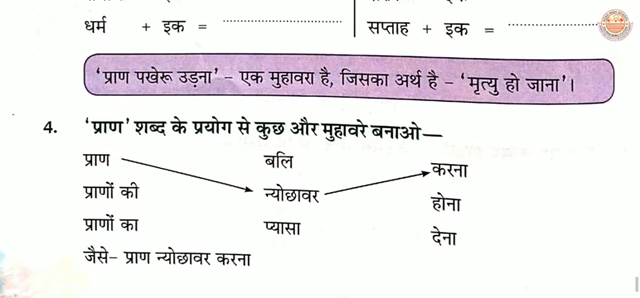 धर्म + इक = ........................ सप्ताह + इक = ........................
'प्राण पखेरू उड़ना' – एक मुहावरा है, जिसका अर्थ है – 'मृत्यु हो जाना'।
4. 'प्राण' शब्द के प्रयोग से कुछ और मुहावरे बनाओ—
प्राण बलि करना
प्राणों की न्योछावर होना
प्राणों का प्यासा देना
जैसे– प्राण न्योछावर करना